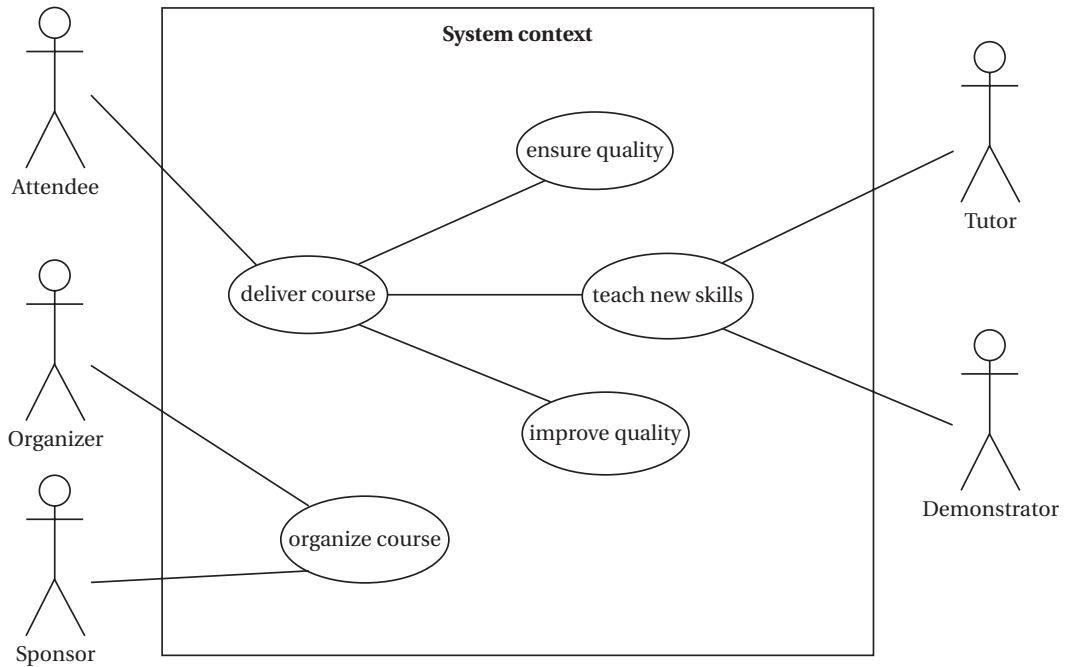 System context
ensure quality
Attendee
Tutor
deliver course
teach new skills
improve quality
Organizer
Demonstrator
organize course
Sponsor